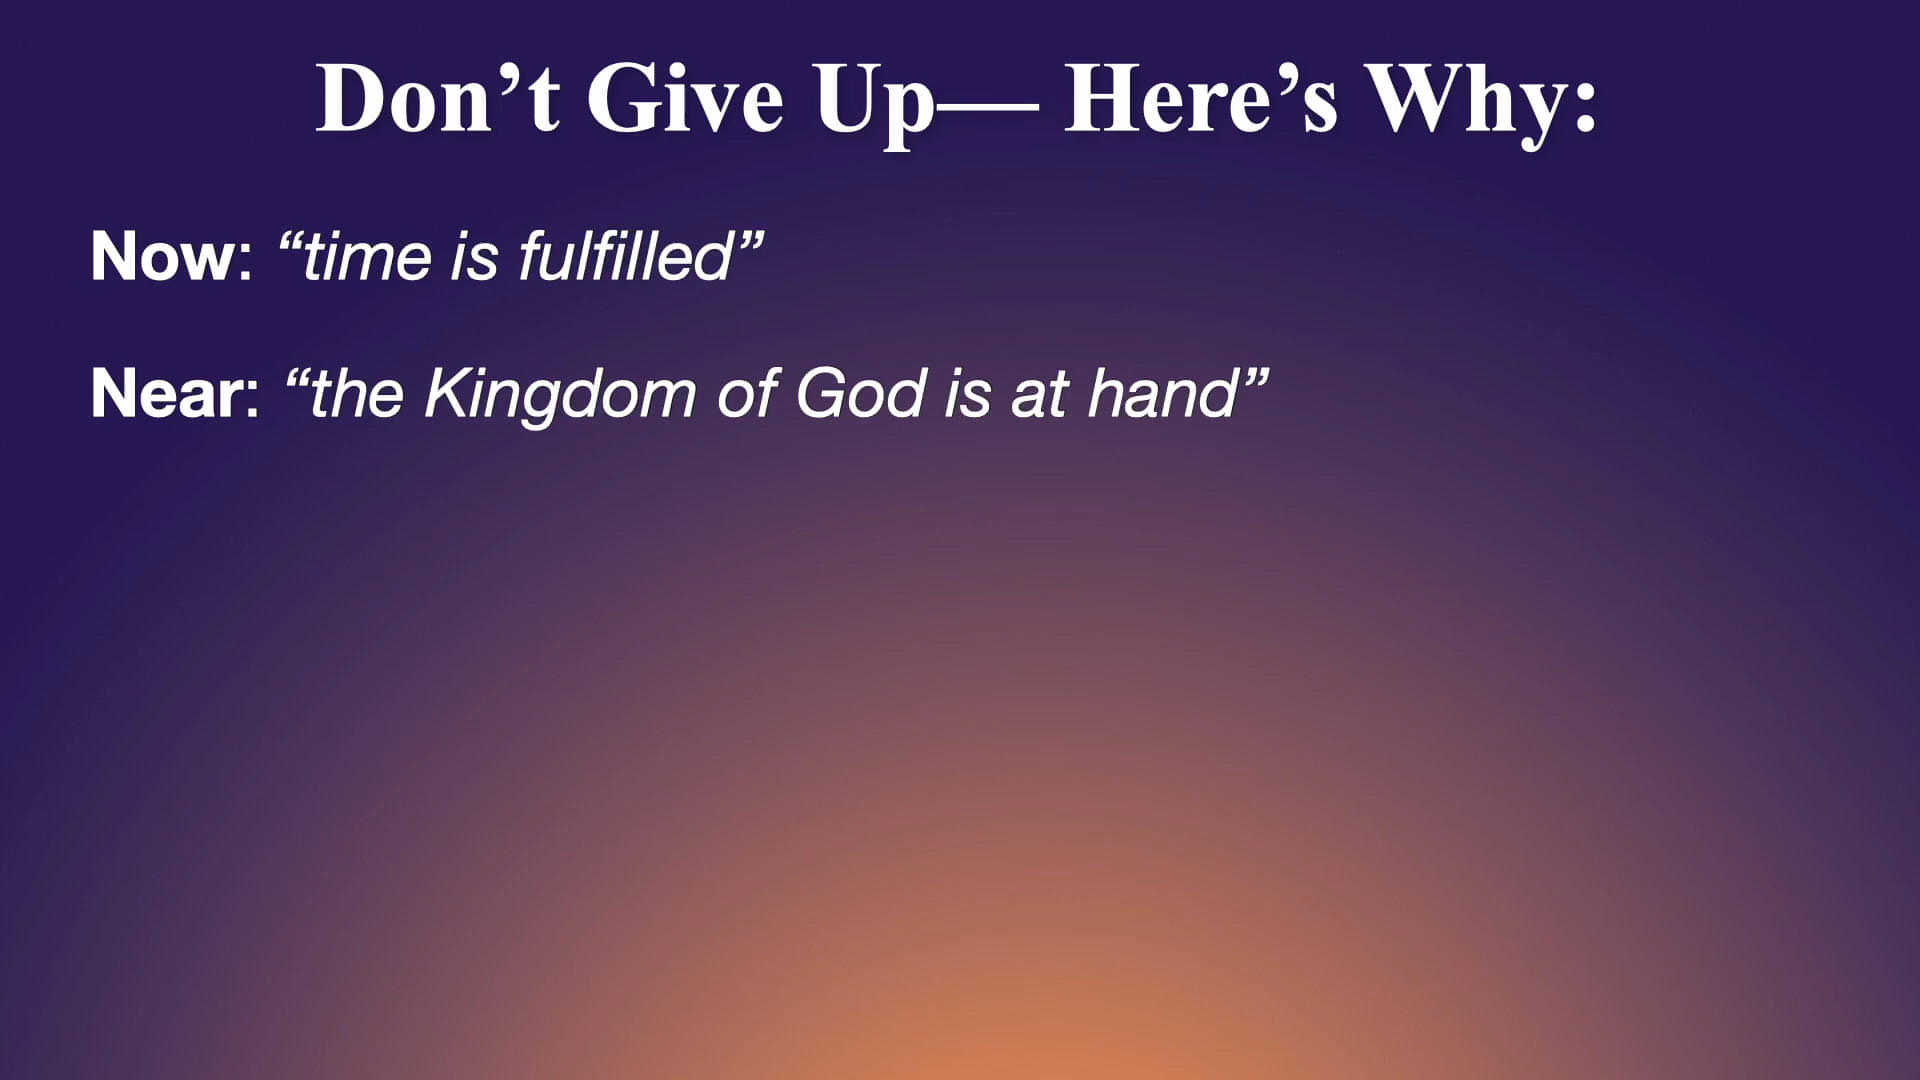 Don’t Give Up— Here’s Why:
Now: “time is fulfilled”
Near: “the Kingdom of God is at hand”